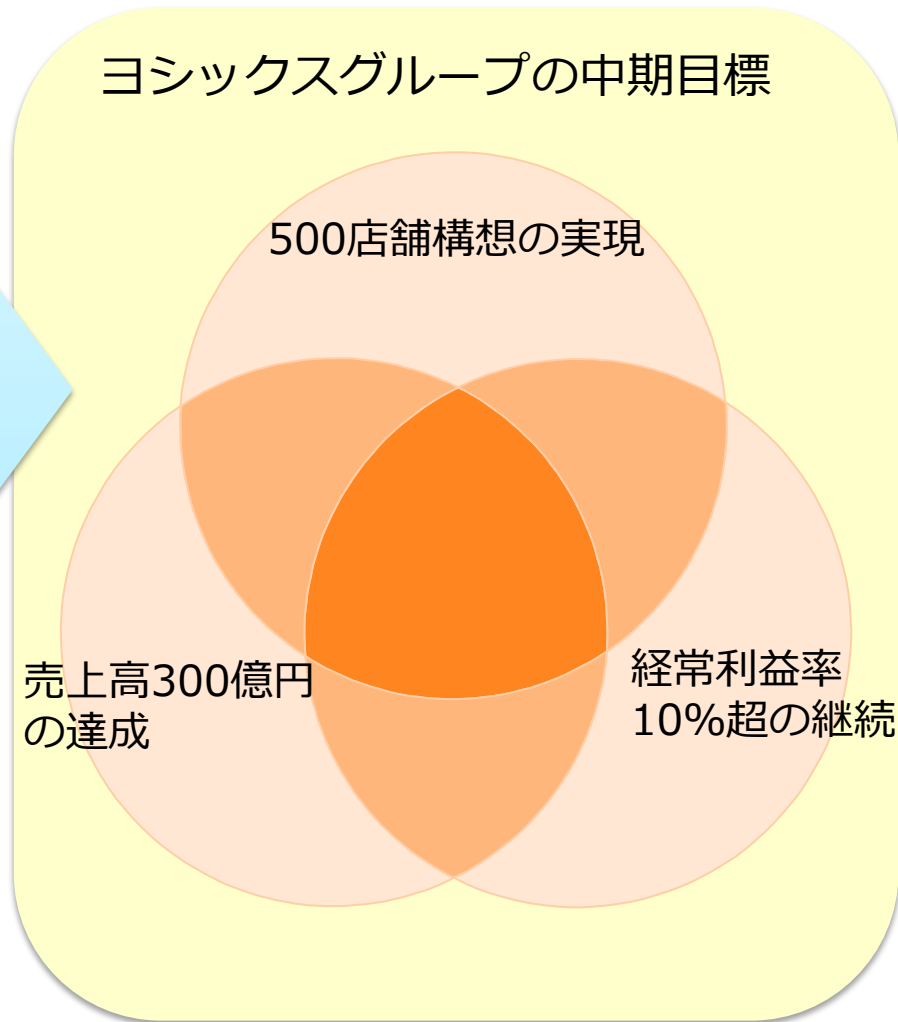 ヨシックスグループの中期目標
500店舗構想の実現
売上高300億円
の達成
経常利益率
10%超の継続